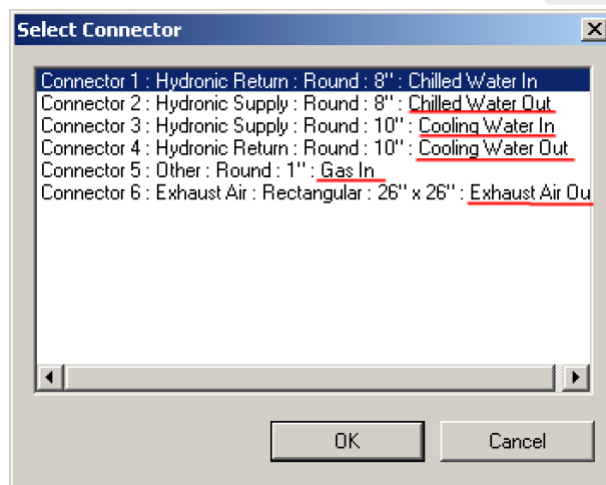 Select Connector
Connector 1 : Hydronic Return : Round : 8" : Chilled Water In
Connector 2 : Hydronic Supply : Round : 8" : Chilled Water Out
Connector 3 : Hydronic Supply : Round : 10" : Cooling Water In
Connector 4 : Hydronic Return : Round : 10" : Cooling Water Out
Connector 5 : Other : Round : 1" : Gas In
Connector 6 : Exhaust Air : Rectangular : 26" x 26" : Exhaust Air Ou
OK
Cancel